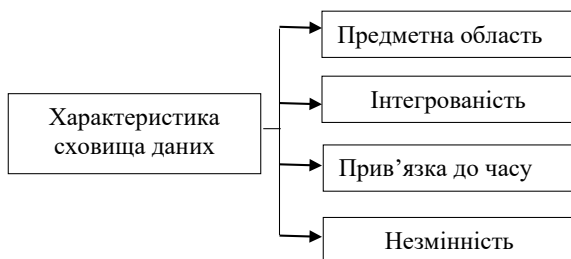 Характеристика
сховища даних
Предметна область
Інтегрованість
Прив’язка до часу
Незмінність